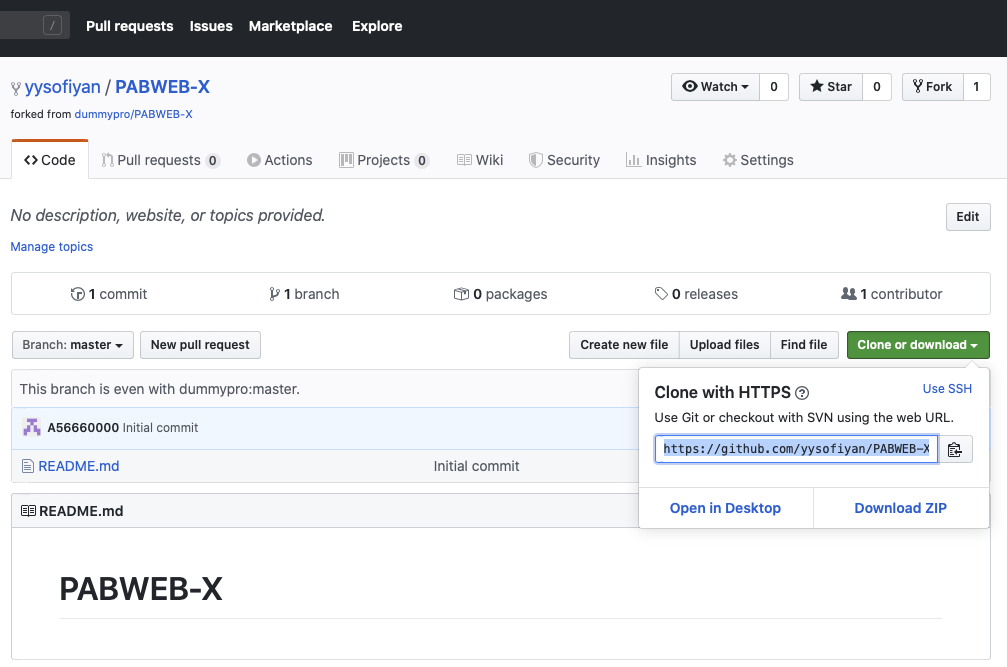 / Pull requests Issues Marketplace Explore
yysofiyan / PABWEB-X Watch 0 Star 0 Fork 1
forked from dummypro/PABWEB-X
Code Pull requests 0 Actions Projects 0 Wiki Security Insights Settings
No description, website, or topics provided. Edit
Manage topics
1 commit 1 branch 0 packages 0 releases 1 contributor
Branch: master New pull request Create new file Upload files Find file Clone or download
This branch is even with dummypro:master.
A56660000 Initial commit
README.md Initial commit
Clone with HTTPS ? Use SSH
Use Git or checkout with SVN using the web URL.
https://github.com/yysofiyan/PABWEB-X
Open in Desktop Download ZIP
README.md
PABWEB-X